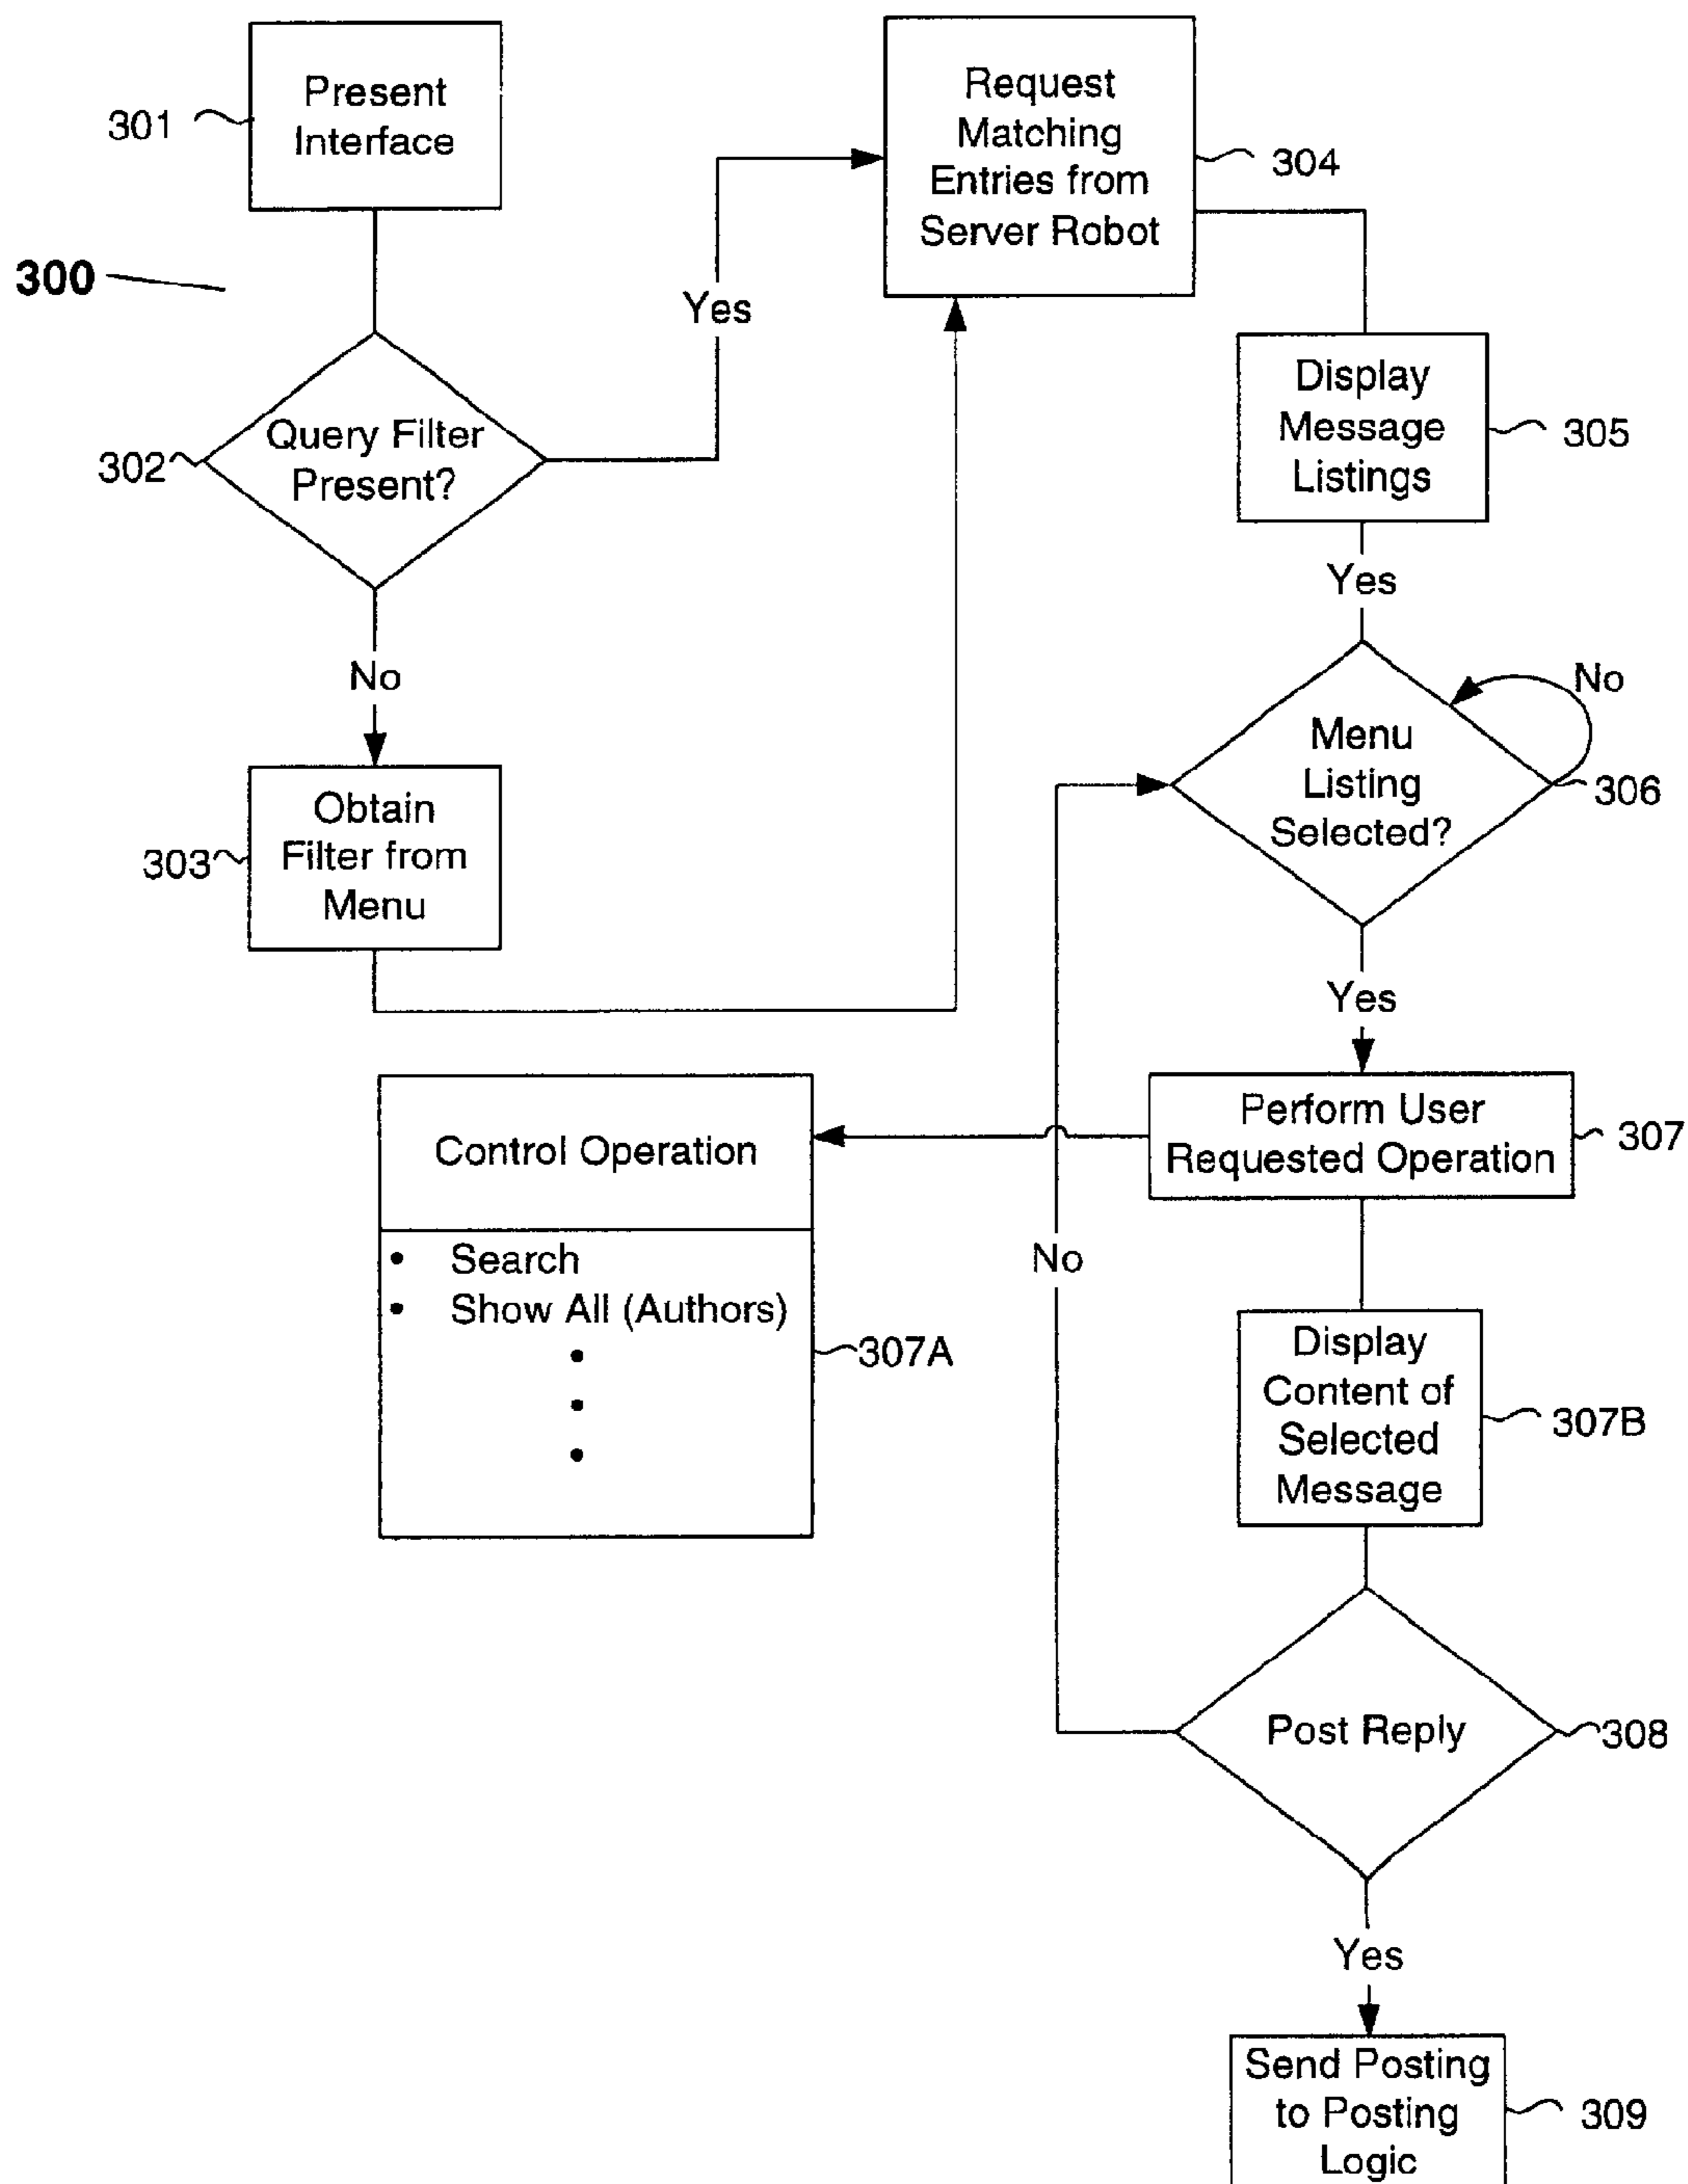 Present
Interface
301
300
Query Filter
Present?
302
Yes
No
Obtain
Filter from
Menu
303
Request
Matching
Entries from
Server Robot
304
Display
Message
Listings
305
Yes
Menu
Listing
Selected?
No
306
Yes
Perform User
Requested Operation
307
Control Operation
• Search
• Show All (Authors)
•
•
•
307A
No
Display
Content of
Selected
Message
307B
Post Reply
308
Yes
Send Posting
to Posting
Logic
309